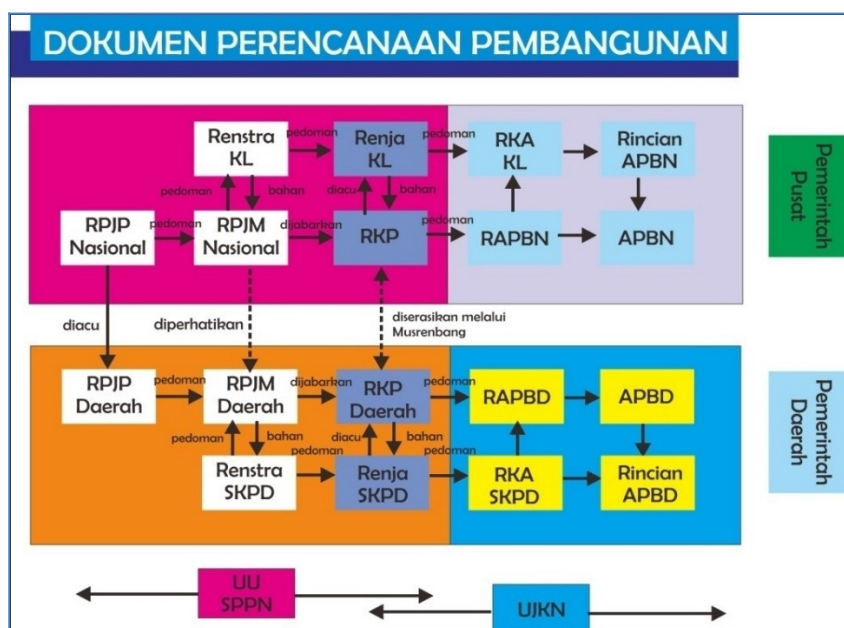 DOKUMEN PERENCANAAN PEMBANGUNAN
Renstra
KL
pedoman
Renja
KL
pedoman
RKA
KL
Rincian
APBN
pedoman
bahan
diacu
bahan
RPJP
Nasional
pedoman
RPJM
Nasional
dijabarkan
RKP
pedoman
RAPBN
APBN
Pemerintah
Pusat
diacu
diperhatikan
diserasikan melalui
Musrenbang
RPJP
Daerah
pedoman
RPJM
Daerah
dijabarkan
RKP
Daerah
pedoman
RAPBD
APBD
pedoman
bahan
diacu
bahan
Renstra
SKPD
pedoman
Renja
SKPD
pedoman
RKA
SKPD
Rincian
APBD
Pemerintah
Daerah
UU
SPPN
UJKN